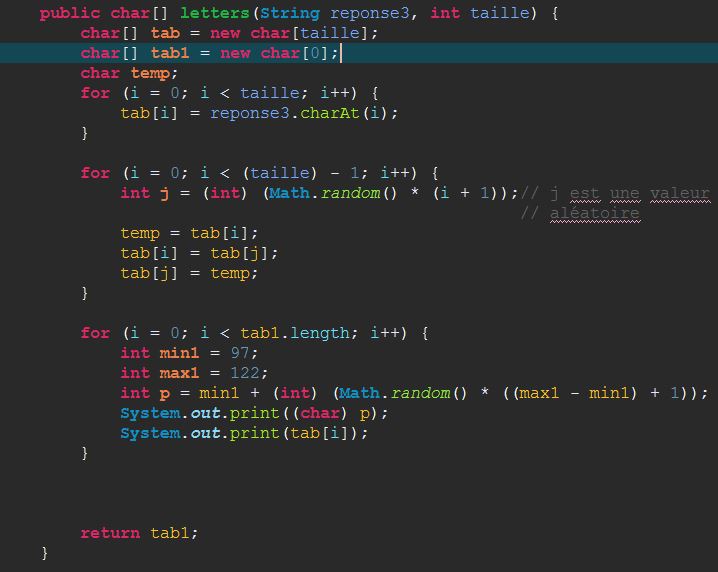 public char[] letters(String reponse3, int taille) {
char[] tab = new char[taille];
char[] tab1 = new char[0];
char temp;
for (i = 0; i < taille; i++) {
tab[i] = reponse3.charAt(i);
}
for (i = 0; i < (taille) - 1; i++) {
int j = (int) (Math.random() * (i + 1));// j est une valeur
// aléatoire
temp = tab[i];
tab[i] = tab[j];
tab[j] = temp;
}
for (i = 0; i < tab1.length; i++) {
int min1 = 97;
int max1 = 122;
int p = min1 + (int) (Math.random() * ((max1 - min1) + 1));
System.out.print((char) p);
System.out.print(tab[i]);
}
return tab1;
}